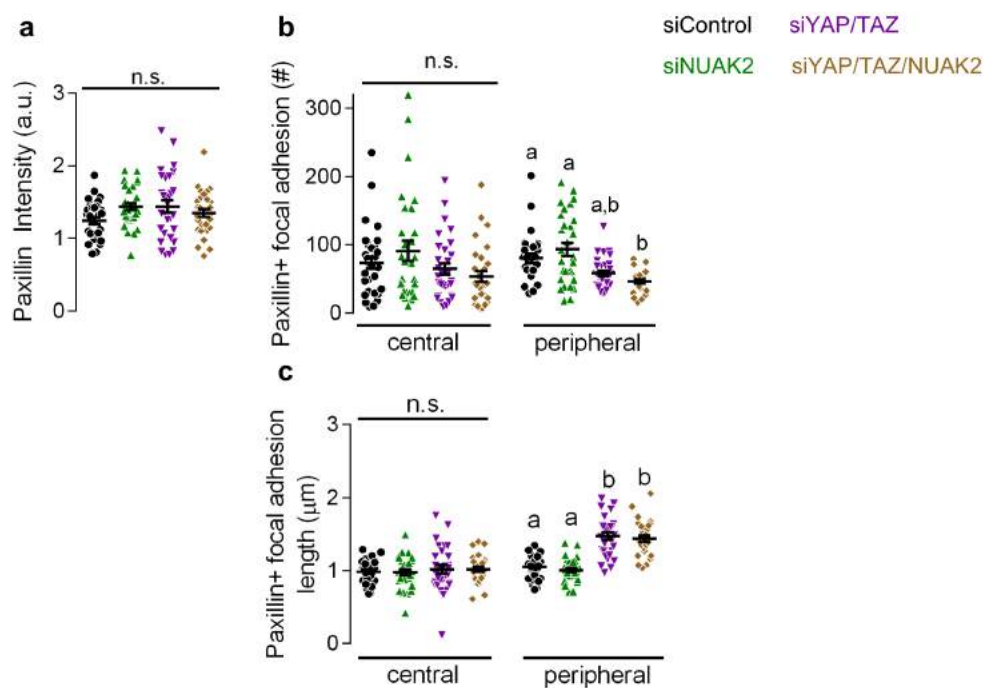 a
b
siControl siYAP/TAZ
siNUAK2 siYAP/TAZ/NUAK2
n.s.
Paxillin Intensity (a.u.)
3
2
1
0
n.s.
Paxillin+ focal adhesion (#)
300
200
100
0
a
a
a,b
b
central
peripheral
c
n.s.
Paxillin+ focal adhesion
length (μm)
3
2
1
0
a
a
b
b
central
peripheral